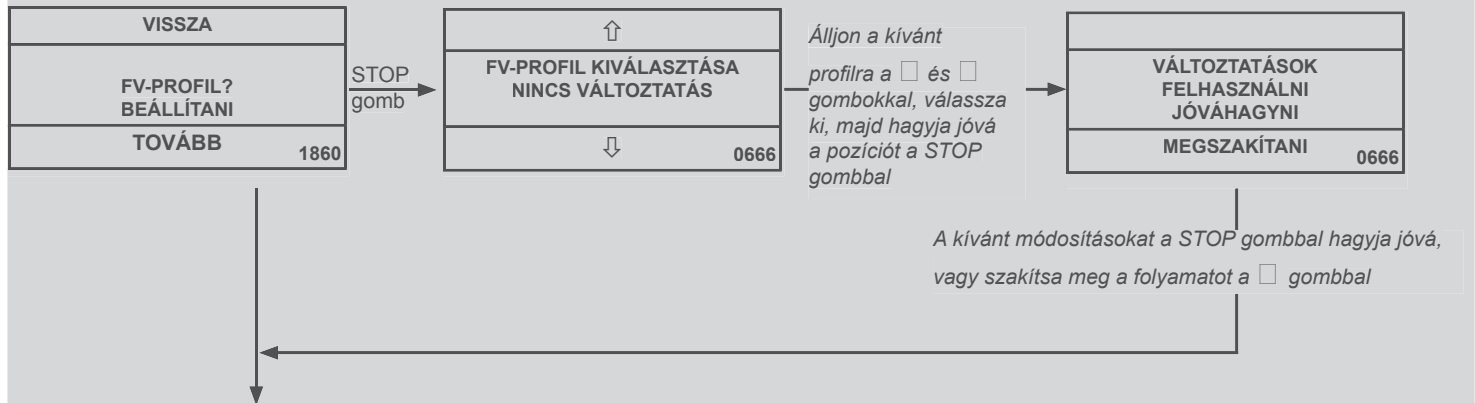 VISSZA
FV-PROFIL?
BEÁLLÍTANI
TOVÁBB
1860
STOP
gomb
⇧
FV-PROFIL KIVÁLASZTÁSA
NINCS VÁLTOZTATÁS
⇩
0666
Álljon a kívánt
profilra a □ és □
gombokkal, válassza
ki, majd hagyja jóvá
a pozíciót a STOP
gombbal
VÁLTOZTATÁSOK
FELHASZNÁLNI
JÓVÁHAGYNI
MEGSZAKÍTANI
0666
A kívánt módosításokat a STOP gombbal hagyja jóvá,
vagy szakítsa meg a folyamatot a □ gombbal